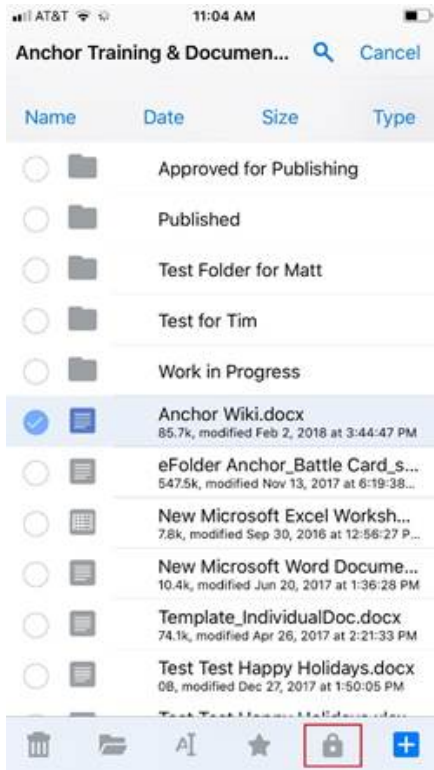 AT&T 11:04 AM
Anchor Training & Documen... Cancel
Name Date Size Type
Approved for Publishing
Published
Test Folder for Matt
Test for Tim
Work in Progress
Anchor Wiki.docx
85.7k, modified Feb 2, 2018 at 3:44:47 PM
eFolder Anchor_Battle Card_s...
547.5k, modified Nov 13, 2017 at 6:19:38...
New Microsoft Excel Worksh...
7.8k, modified Sep 30, 2016 at 12:56:27 P...
New Microsoft Word Docume...
10.4k, modified Jun 20, 2017 at 1:36:28 PM
Template_IndividualDoc.docx
74.1k, modified Apr 26, 2017 at 2:21:33 PM
Test Test Happy Holidays.docx
0B, modified Dec 27, 2017 at 1:50:05 PM